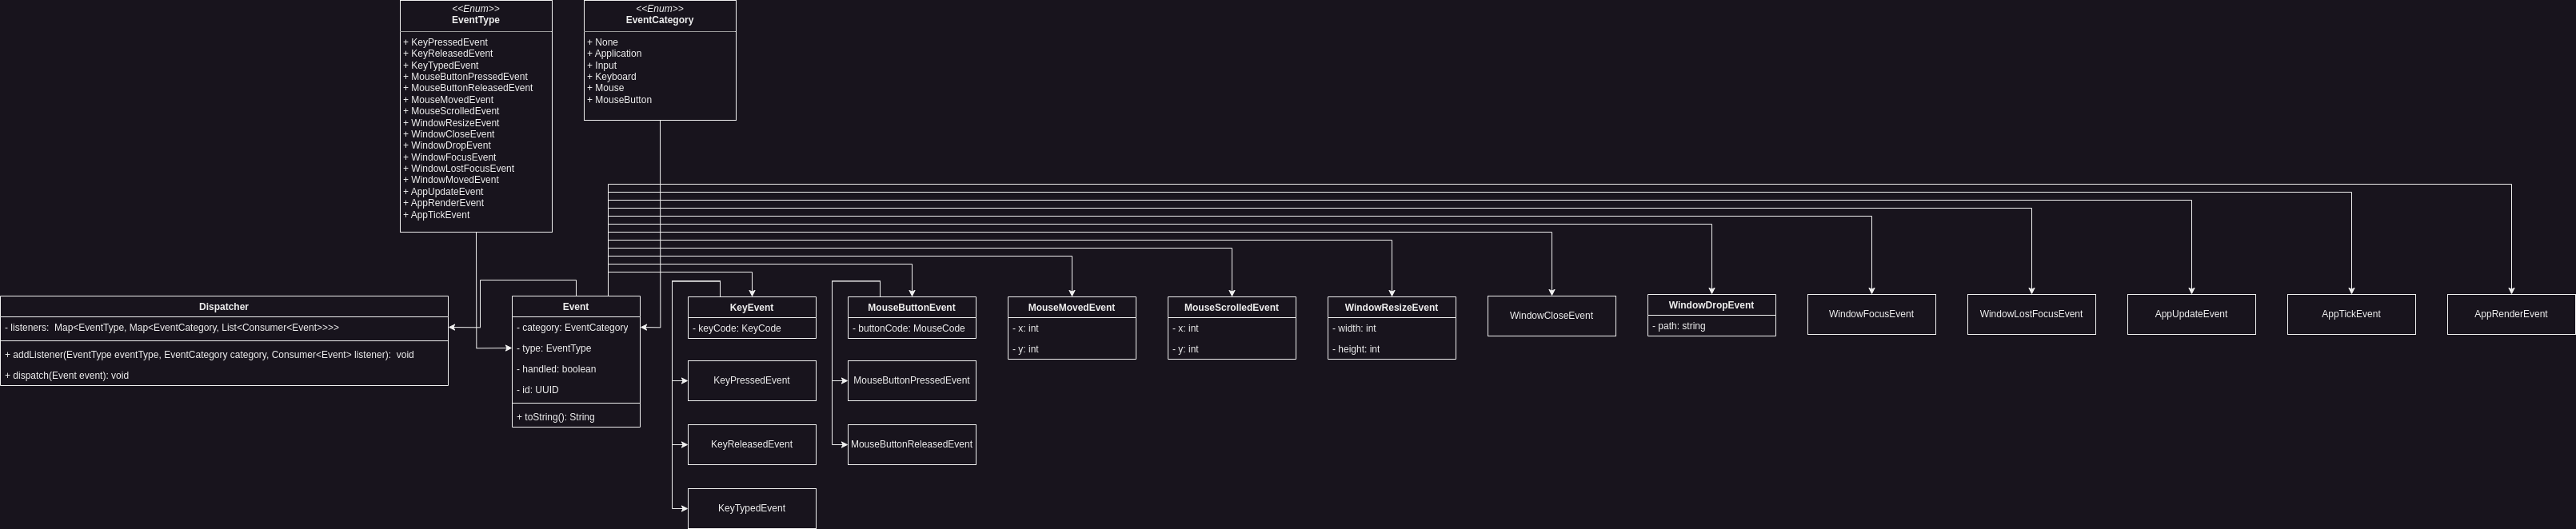 <<Enum>>
EventType
+ KeyPressedEvent
+ KeyReleasedEvent
+ KeyTypedEvent
+ MouseButtonPressedEvent
+ MouseButtonReleasedEvent
+ MouseMovedEvent
+ MouseScrolledEvent
+ WindowResizeEvent
+ WindowCloseEvent
+ WindowDropEvent
+ WindowFocusEvent
+ WindowLostFocusEvent
+ WindowMovedEvent
+ AppUpdateEvent
+ AppRenderEvent
+ AppTickEvent
<<Enum>>
EventCategory
+ None
+ Application
+ Input
+ Keyboard
+ Mouse
+ MouseButton
Dispatcher
- listeners: Map<EventType, Map<EventCategory, List<Consumer<Event>>>>
+ addListener(EventType eventType, EventCategory category, Consumer<Event> listener): void
+ dispatch(Event event): void
Event
- category: EventCategory
- type: EventType
- handled: boolean
- id: UUID
+ toString(): String
KeyEvent
- keyCode: KeyCode
KeyPressedEvent
KeyReleasedEvent
KeyTypedEvent
MouseButtonEvent
- buttonCode: MouseCode
MouseButtonPressedEvent
MouseButtonReleasedEvent
MouseMovedEvent
- x: int
- y: int
MouseScrolledEvent
- x: int
- y: int
WindowResizeEvent
- width: int
- height: int
WindowCloseEvent
WindowDropEvent
- path: string
WindowFocusEvent
WindowLostFocusEvent
AppUpdateEvent
AppTickEvent
AppRenderEvent